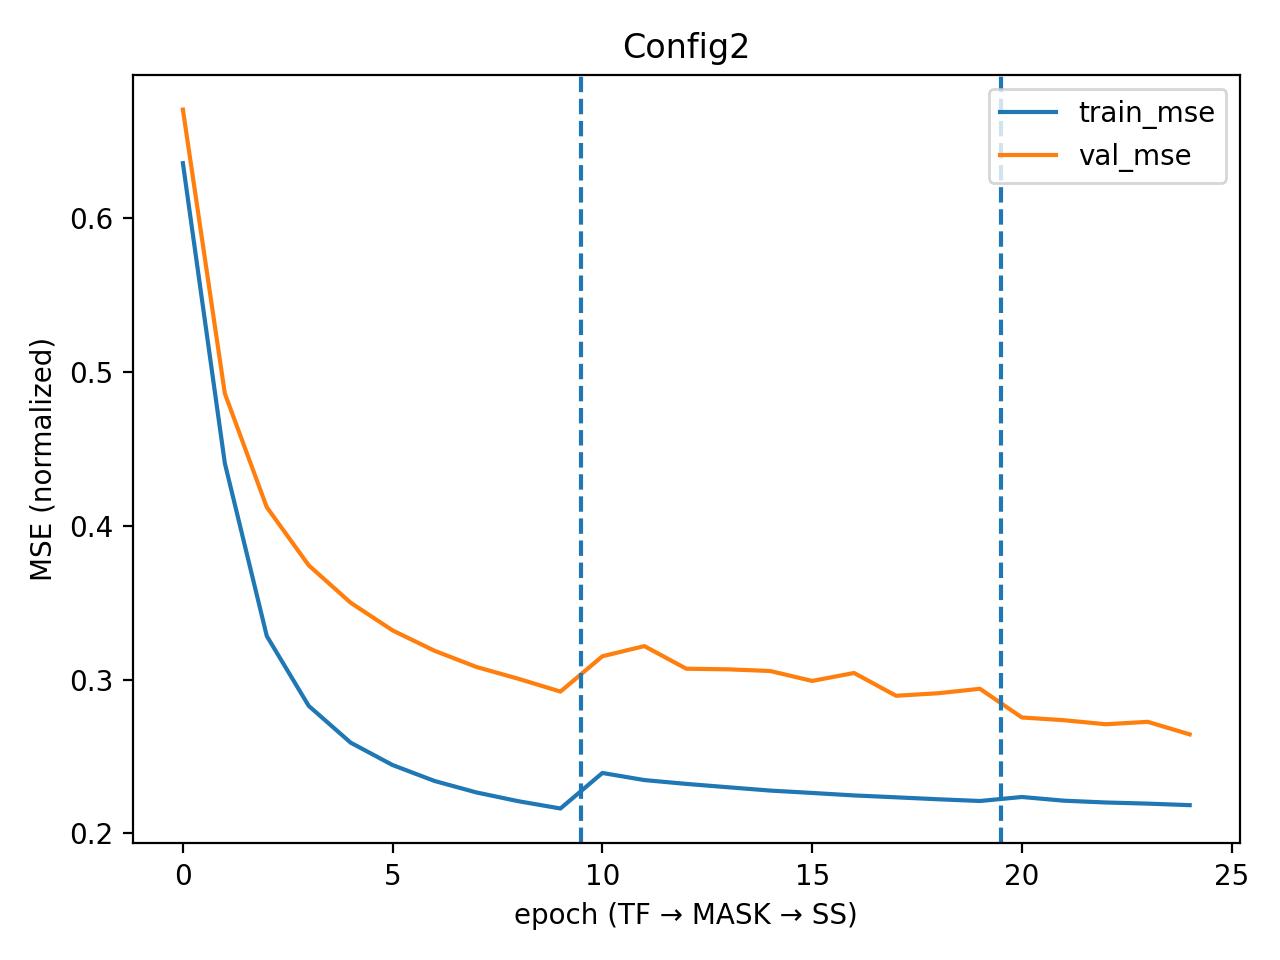 Config2
train_mse
val_mse
MSE (normalized)
0.6
0.5
0.4
0.3
0.2
0 5 10 15 20 25
epoch (TF → MASK → SS)